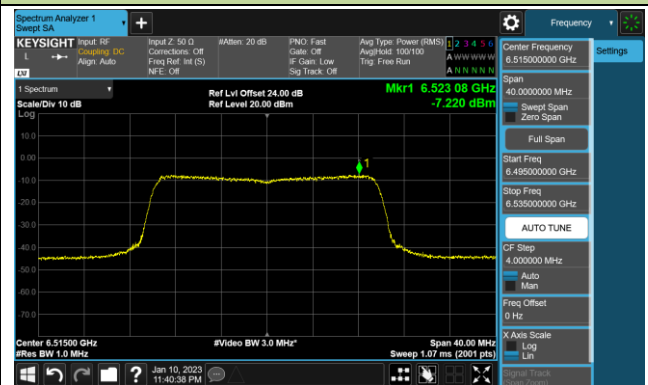 Spectrum Analyzer 1
Swept SA
Frequency
KEYSIGHT
Input: RF
Coupling: DC
Align: Auto
Input Z: 50 Ω
Corrections: Off
Freq Ref: Int (S)
NFE: Off
#Atten: 20 dB
PNO: Fast
Gate: Off
IF Gain: Low
Sig Track: Off
Avg Type: Power (RMS)
Avg|Hold: 100/100
Trig: Free Run
1 2 3 4 5 6
A W W W W W
A N N N N N
L
LXI
1 Spectrum
Scale/Div 10 dB
Ref Lvl Offset 24.00 dB
Ref Level 20.00 dBm
Mkr1 6.523 08 GHz
-7.220 dBm
Log
10.0
0.00
-10.0
-20.0
-30.0
-40.0
-50.0
-60.0
-70.0
1
Center 6.51500 GHz
#Res BW 1.0 MHz
#Video BW 3.0 MHz*
Span 40.00 MHz
Sweep 1.07 ms (2001 pts)
Jan 10, 2023
11:40:38 PM
Center Frequency
6.515000000 GHz
Settings
Span
40.0000000 MHz
Swept Span
Zero Span
Full Span
Start Freq
6.495000000 GHz
Stop Freq
6.535000000 GHz
AUTO TUNE
CF Step
4.000000 MHz
Auto
Man
Freq Offset
0 Hz
X Axis Scale
Log
Lin
Signal Track
(Span Zoom)